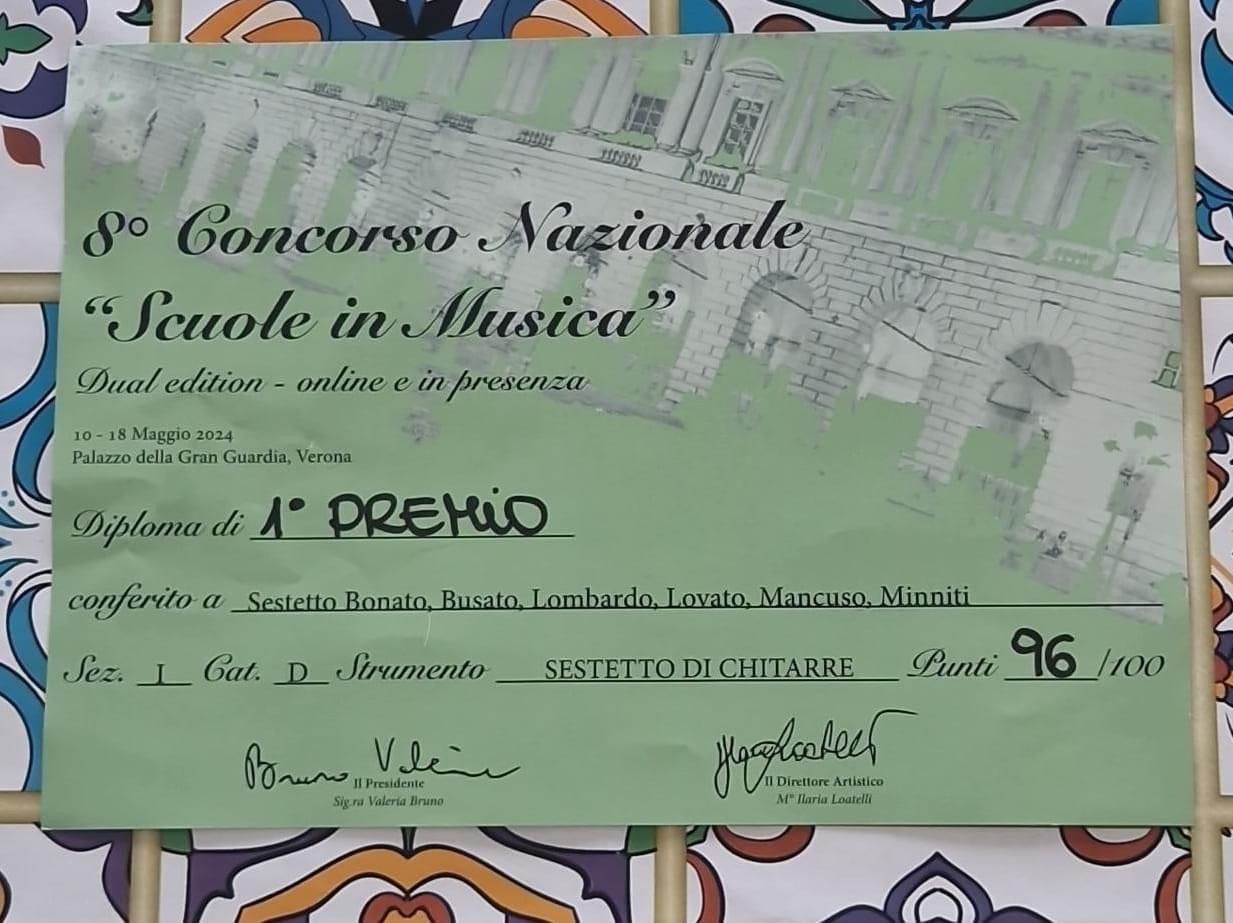 8° Concorso Nazionale
“Scuole in Musica”
Dual edition - online e in presenza
10 - 18 Maggio 2024
Palazzo della Gran Guardia, Verona
Diploma di 1° PREMIO
conferito a Sestetto Bonato, Busato, Lombardo, Lovato, Mancuso, Minniti
Sez. I Cat. D Strumento SESTETTO DI CHITARRE Punti 96 /100
Bruno Valeria
Il Presidente
Sig.ra Valeria Bruno
Il Direttore Artistico
M° Ilaria Loatelli